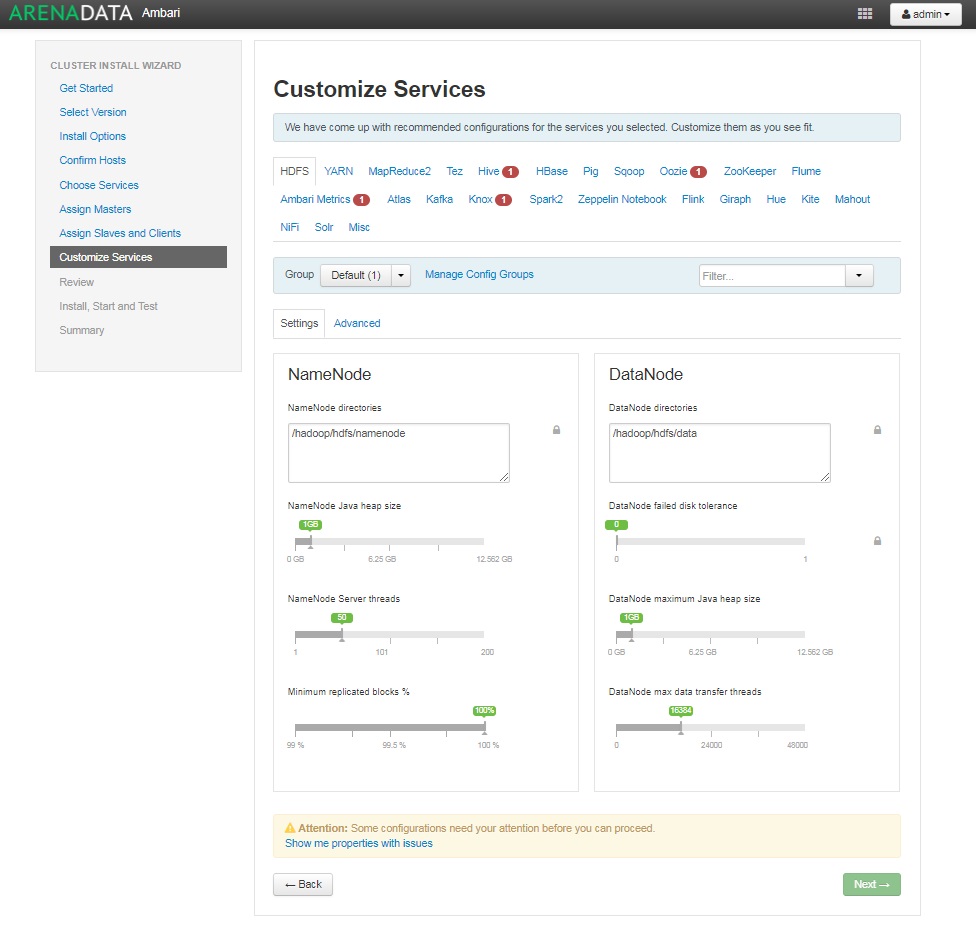 ARENADATA Ambari admin
CLUSTER INSTALL WIZARD
Get Started
Select Version
Install Options
Confirm Hosts
Choose Services
Assign Masters
Assign Slaves and Clients
Customize Services
Review
Install, Start and Test
Summary
Customize Services
We have come up with recommended configurations for the services you selected. Customize them as you see fit.
HDFS YARN MapReduce2 Tez Hive 1 HBase Pig Sqoop Oozie 1 ZooKeeper Flume
Ambari Metrics 1 Atlas Kafka Knox 1 Spark2 Zeppelin Notebook Flink Giraph Hue Kite Mahout
NiFi Solr Misc
Group Default (1) Manage Config Groups Filter...
Settings Advanced
NameNode
NameNode directories
/hadoop/hdfs/namenode
NameNode Java heap size
1GB
0 GB 6.25 GB 12.562 GB
NameNode Server threads
50
1 101 200
Minimum replicated blocks %
100%
99 % 99.5 % 100 %
DataNode
DataNode directories
/hadoop/hdfs/data
DataNode failed disk tolerance
0
0 1
DataNode maximum Java heap size
1GB
0 GB 6.25 GB 12.562 GB
DataNode max data transfer threads
16384
0 24000 48000
Attention: Some configurations need your attention before you can proceed.
Show me properties with issues
← Back Next →